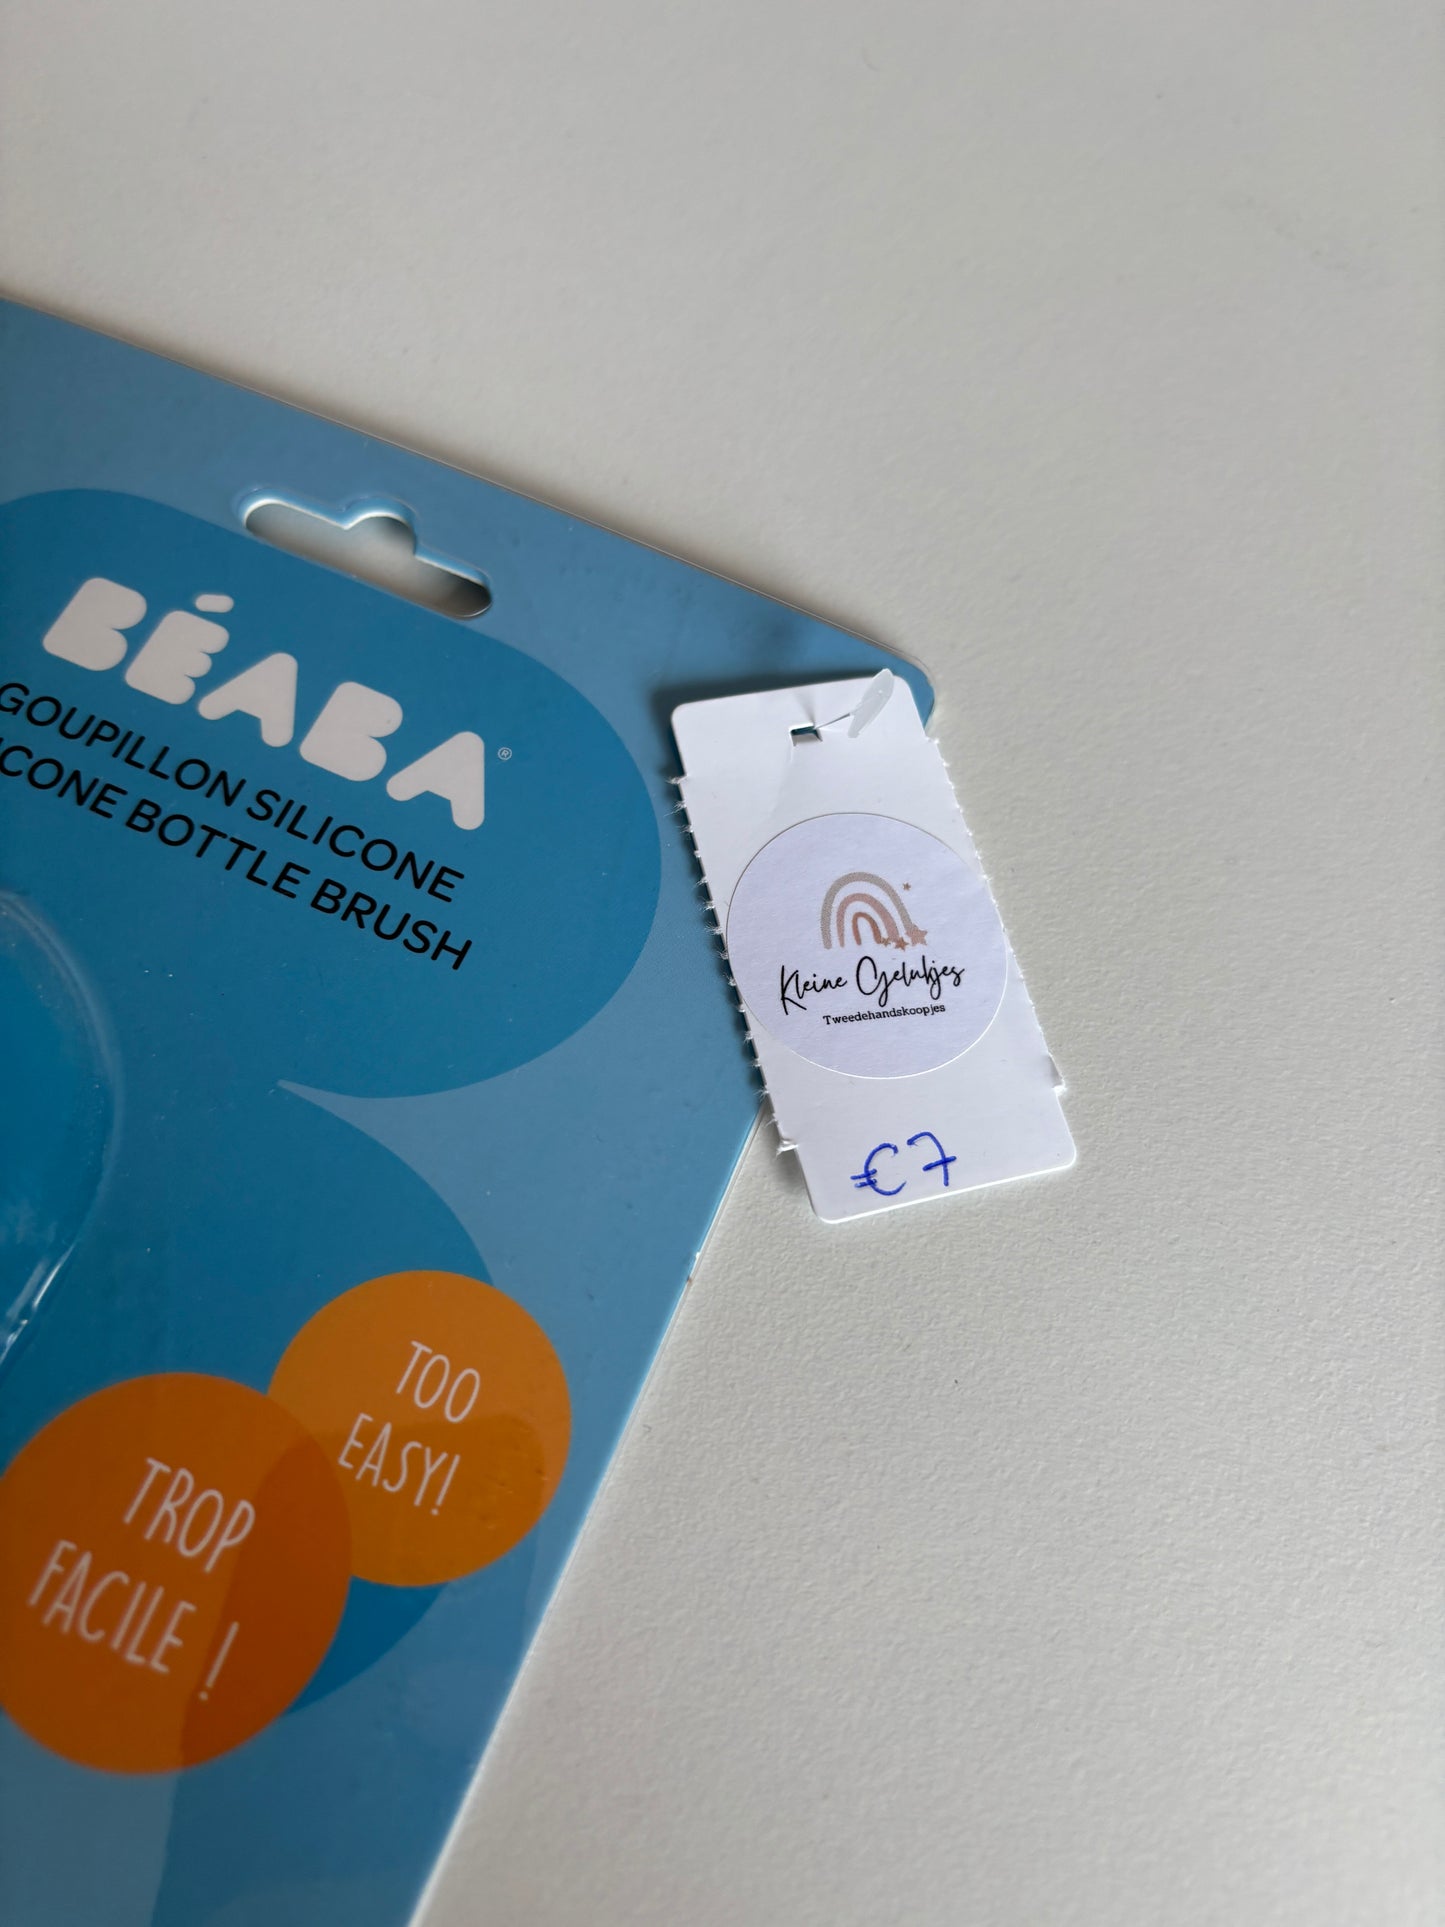 BÉABA®
GOUPILLON SILICONE
ICONE BOTTLE BRUSH
TOO
EASY!
TROP
FACILE !
Kleine Gelukjes
Tweedehandskoopjes
€7